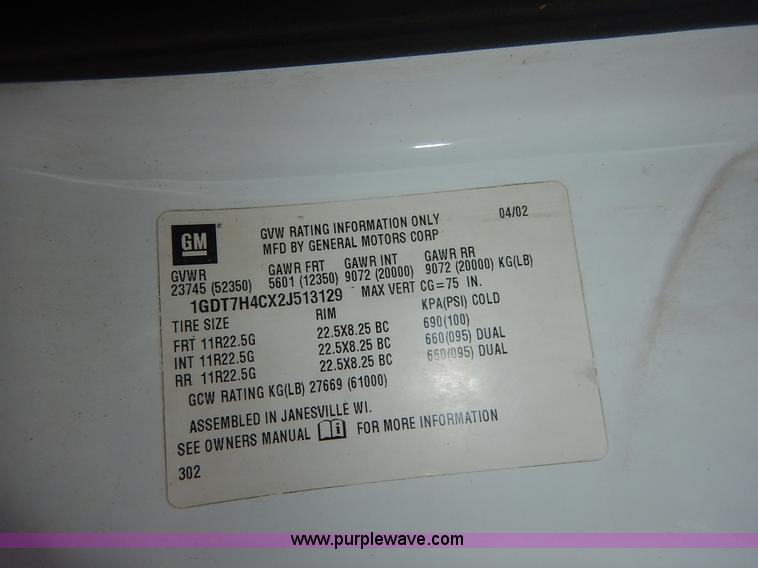 GM
GVW RATING INFORMATION ONLY 04/02
MFD BY GENERAL MOTORS CORP
GVWR GAWR FRT GAWR INT GAWR RR
23745 (52350) 5601 (12350) 9072 (20000) 9072 (20000) KG(LB)
1GDT7H4CX2J513129 MAX VERT CG=75 IN.
TIRE SIZE RIM KPA(PSI) COLD
FRT 11R22.5G 22.5X8.25 BC 690(100)
INT 11R22.5G 22.5X8.25 BC 660(095) DUAL
RR 11R22.5G 22.5X8.25 BC 660(095) DUAL
GCW RATING KG(LB) 27669 (61000)
ASSEMBLED IN JANESVILLE WI.
SEE OWNERS MANUAL FOR MORE INFORMATION
302
www.purplewave.com